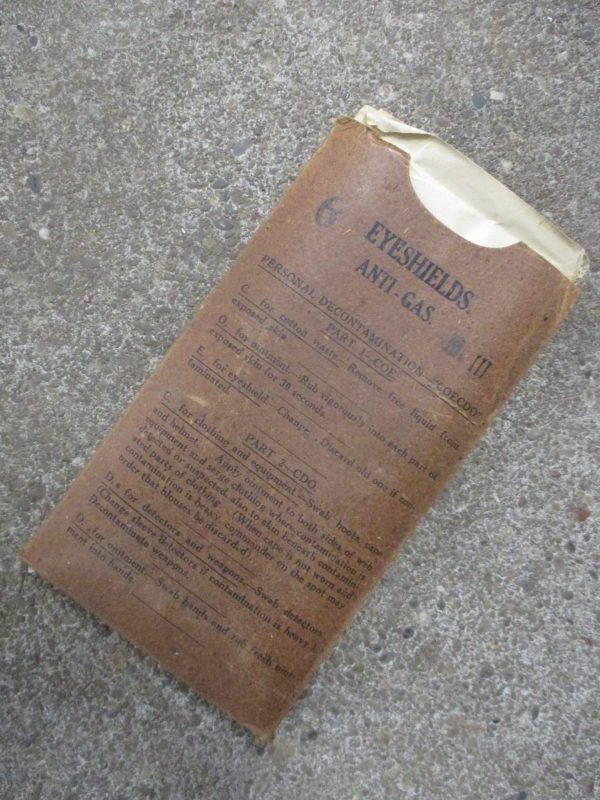 6
EYESHIELDS.
ANTI-GAS.
III
PERSONAL DECONTAMINATION "COECDO"
PART 1—COE
C. for cotton waste. Remove free liquid from
exposed skin.
O. for ointment. Rub vigorously into each part of
exposed skin for 30 seconds.
E. for eyeshield. Change. Discard old one if con-
taminated.
PART 2—CDO
C. for clothing and equipment. Swab boots, cape
and helmet. Apply ointment to both sides of web
equipment and serge clothing where contamination is
detected or suspected, also to skin beneath contamin-
ated parts of clothing. (When cape is not worn and
contamination is heavy, commander on the spot may
order that blouses be discarded.)
D. for detectors and weapons. Swab detectors.
(Change sleeve detectors if contamination is heavy.)
Decontaminate weapons.
O. for ointment. Swab hands and rub fresh oint-
ment into hands.